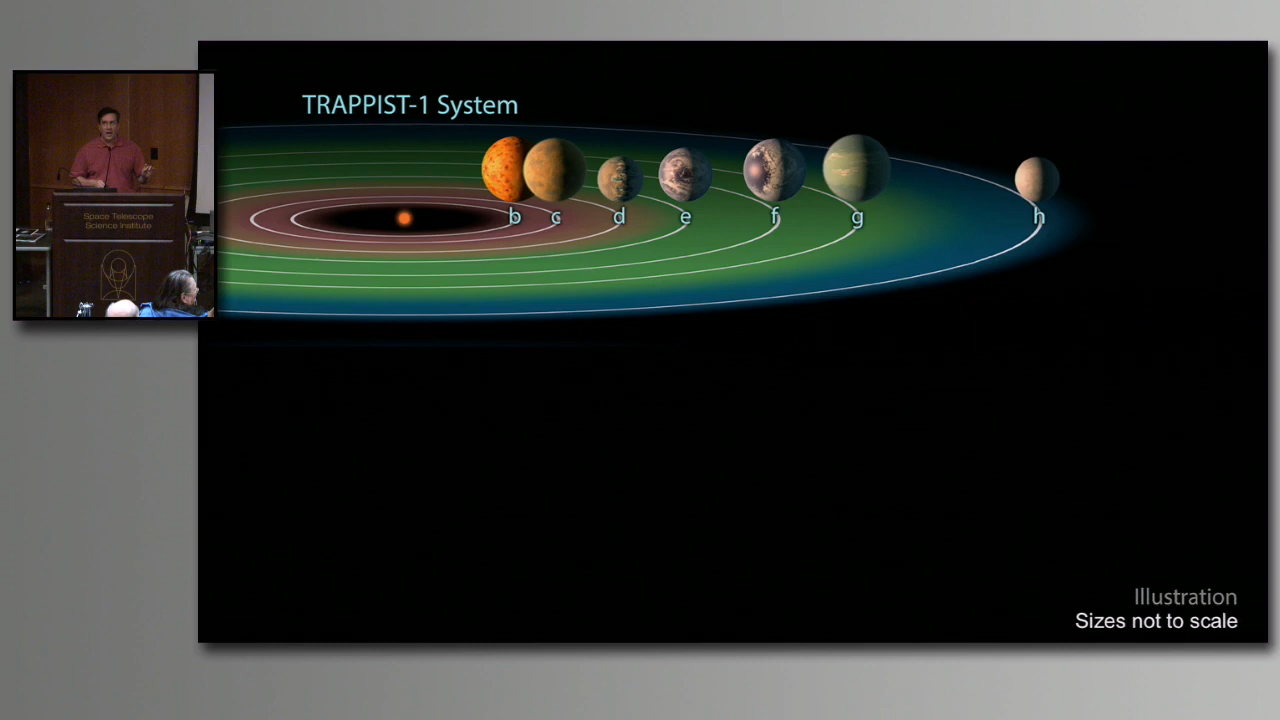 TRAPPIST-1 System
b c d e f g h
Space Telescope
Science Institute
Illustration
Sizes not to scale